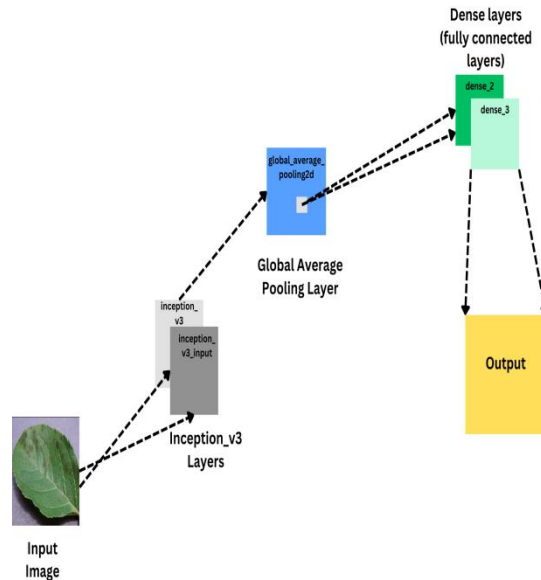 Dense layers
(fully connected
layers)
dense_2
dense_3
global_average_
pooling2d
Global Average
Pooling Layer
inception_
v3
inception_
v3_input
Inception_v3
Layers
Output
Input
Image